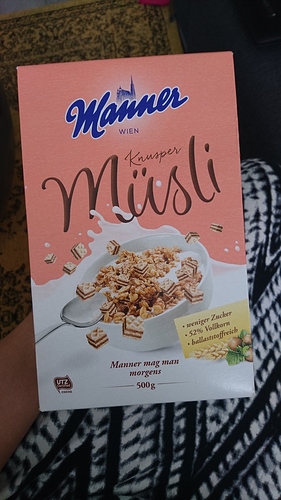 Manner
WIEN
Knusper
Müsli
• weniger Zucker
• 52% Vollkorn
• ballaststoffreich
Manner mag man
morgens
500g
UTZ